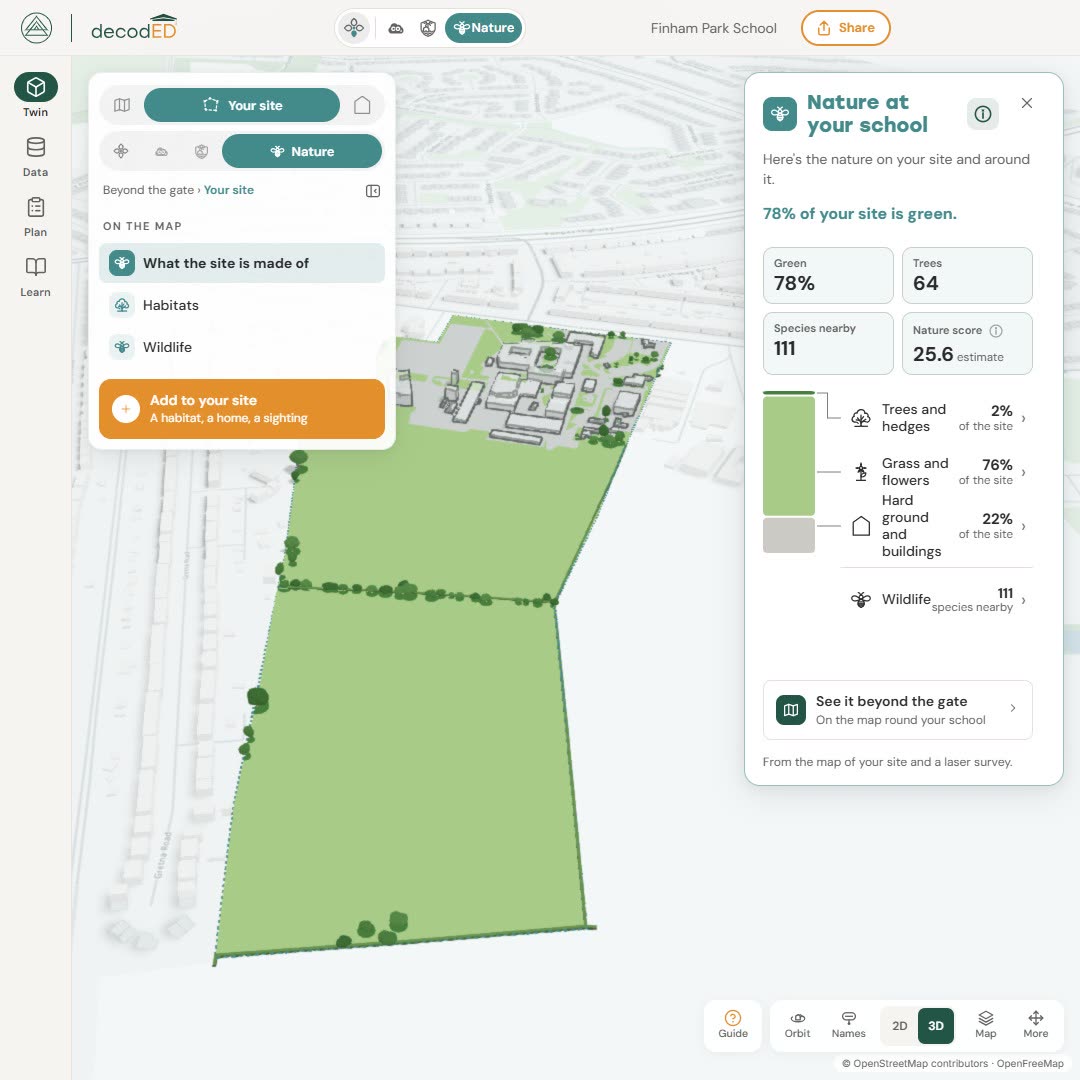 decodED
Nature
Finham Park School
Share
Twin
Data
Plan
Learn
Your site
Nature
Beyond the gate › Your site
ON THE MAP
What the site is made of
Habitats
Wildlife
Add to your site
A habitat, a home, a sighting
Nature at
your school
Here's the nature on your site and around
it.
78% of your site is green.
Green
78%
Trees
64
Species nearby
111
Nature score
25.6 estimate
Trees and
hedges
2%
of the site
Grass and
flowers
76%
of the site
Hard
ground
and
buildings
22%
of the site
Wildlife
111
species nearby
See it beyond the gate
On the map round your school
From the map of your site and a laser survey.
Guide
Orbit
Names
2D
3D
Map
More
© OpenStreetMap contributors · OpenFreeMap